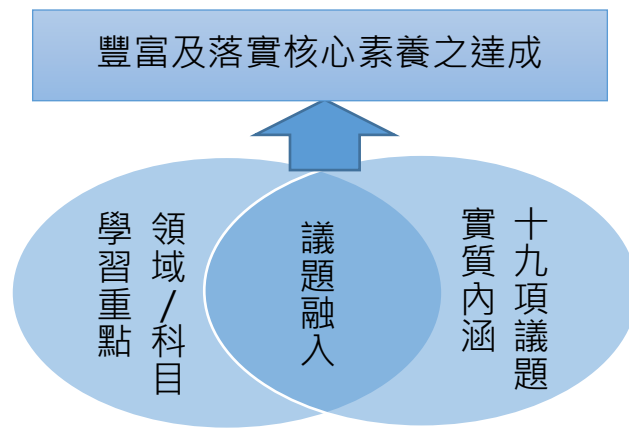 豐富及落實核心素養之達成
領域/科目
學習重點
議題融入
十九項議題
實質內涵